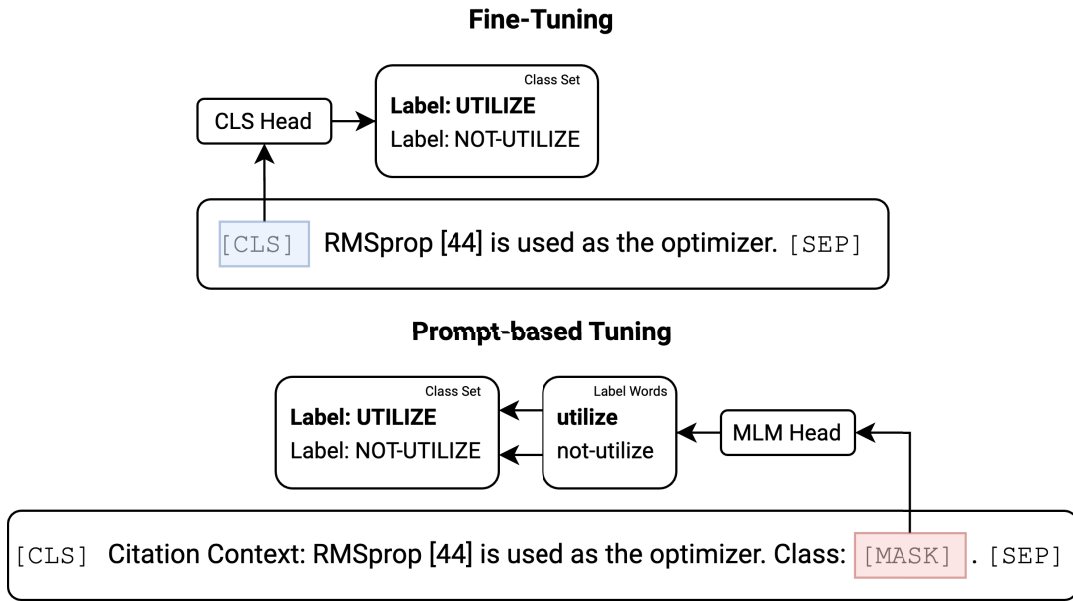 Fine-Tuning
Class Set
Label: UTILIZE
CLS Head
Label: NOT-UTILIZE
[CLS] RMSprop [44] is used as the optimizer. [SEP]
Prompt-based Tuning
Class Set
Label: UTILIZE
Label: NOT-UTILIZE
Label Words
utilize
not-utilize
MLM Head
[CLS] Citation Context: RMSprop [44] is used as the optimizer. Class: [MASK] . [SEP]